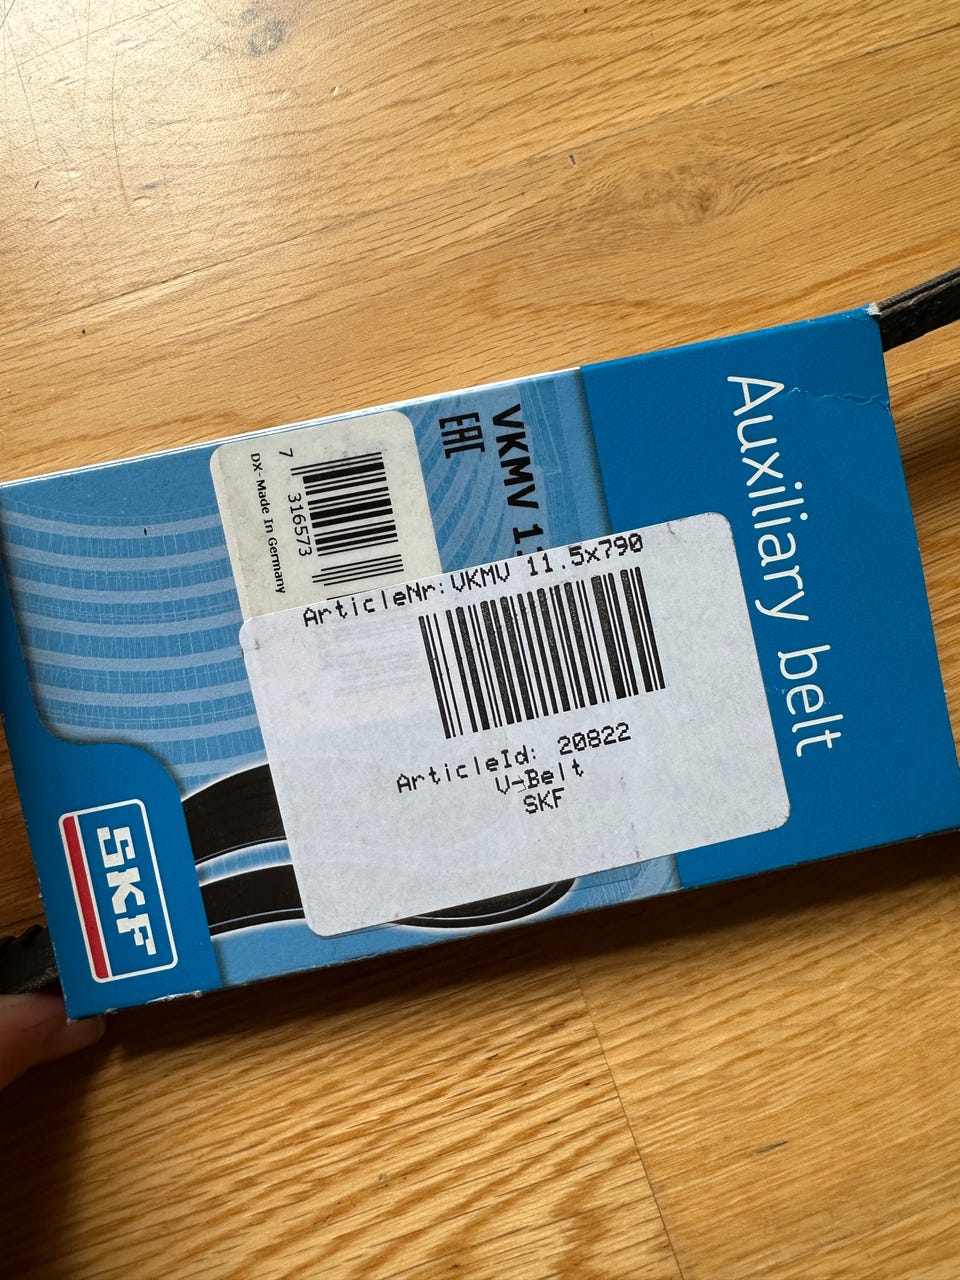 Auxiliary belt
VKMV 1
EAC
7 316573
DX-Made In Germany
ArticleNr: VKMV 11.5x790
ArticleId: 20822
V-Belt
SKF
SKF